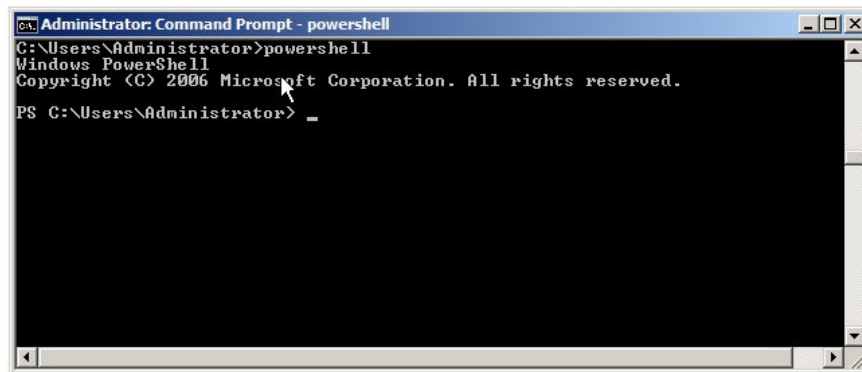 Administrator: Command Prompt - powershell
C:\Users\Administrator>powershell
Windows PowerShell
Copyright (C) 2006 Microsoft Corporation. All rights reserved.
PS C:\Users\Administrator> _